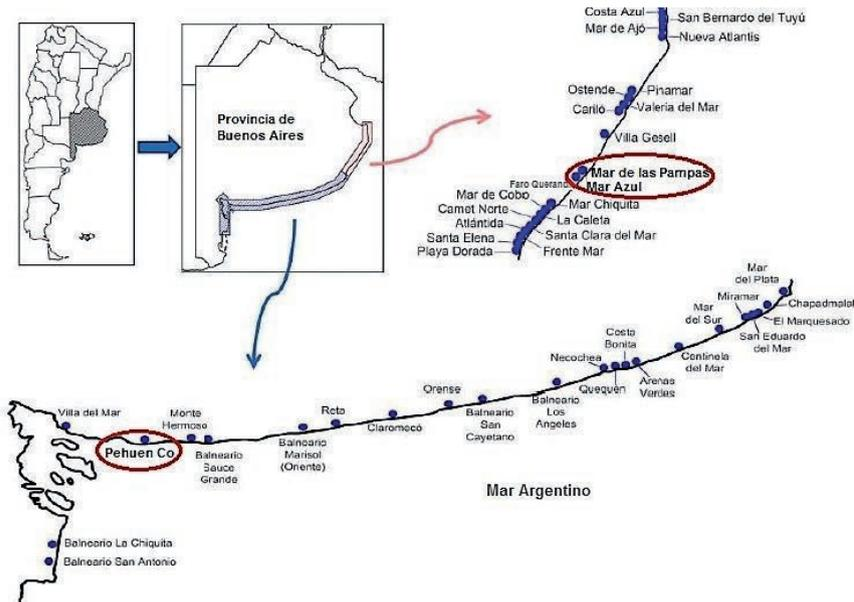 Provincia de
Buenos Aires
Costa Azul
San Bernardo del Tuyú
Mar de Ajó
Nueva Atlantis
Ostende
Pinamar
Cariló
Valeria del Mar
Villa Gesell
Mar de las Pampas
Mar Azul
Faro Querandí
Mar de Cobo
Mar Chiquita
Camet Norte
La Caleta
Atlántida
Santa Clara del Mar
Santa Elena
Frente Mar
Playa Dorada
Mar
del Plata
Miramar
Chapadmalal
Mar
del Sur
El Marquesado
San Eduardo
del Mar
Costa
Bonita
Centinela
del Mar
Necochea
Quequén
Arenas
Verdes
Orense
Balneario
Los
Angeles
Reta
Claromecó
Balneario
San
Cayetano
Villa del Mar
Monte
Hermoso
Pehuen Co
Balneario
Sauce
Grande
Balneario
Marisol
(Oriente)
Mar Argentino
Balneario La Chiquita
Balneario San Antonio